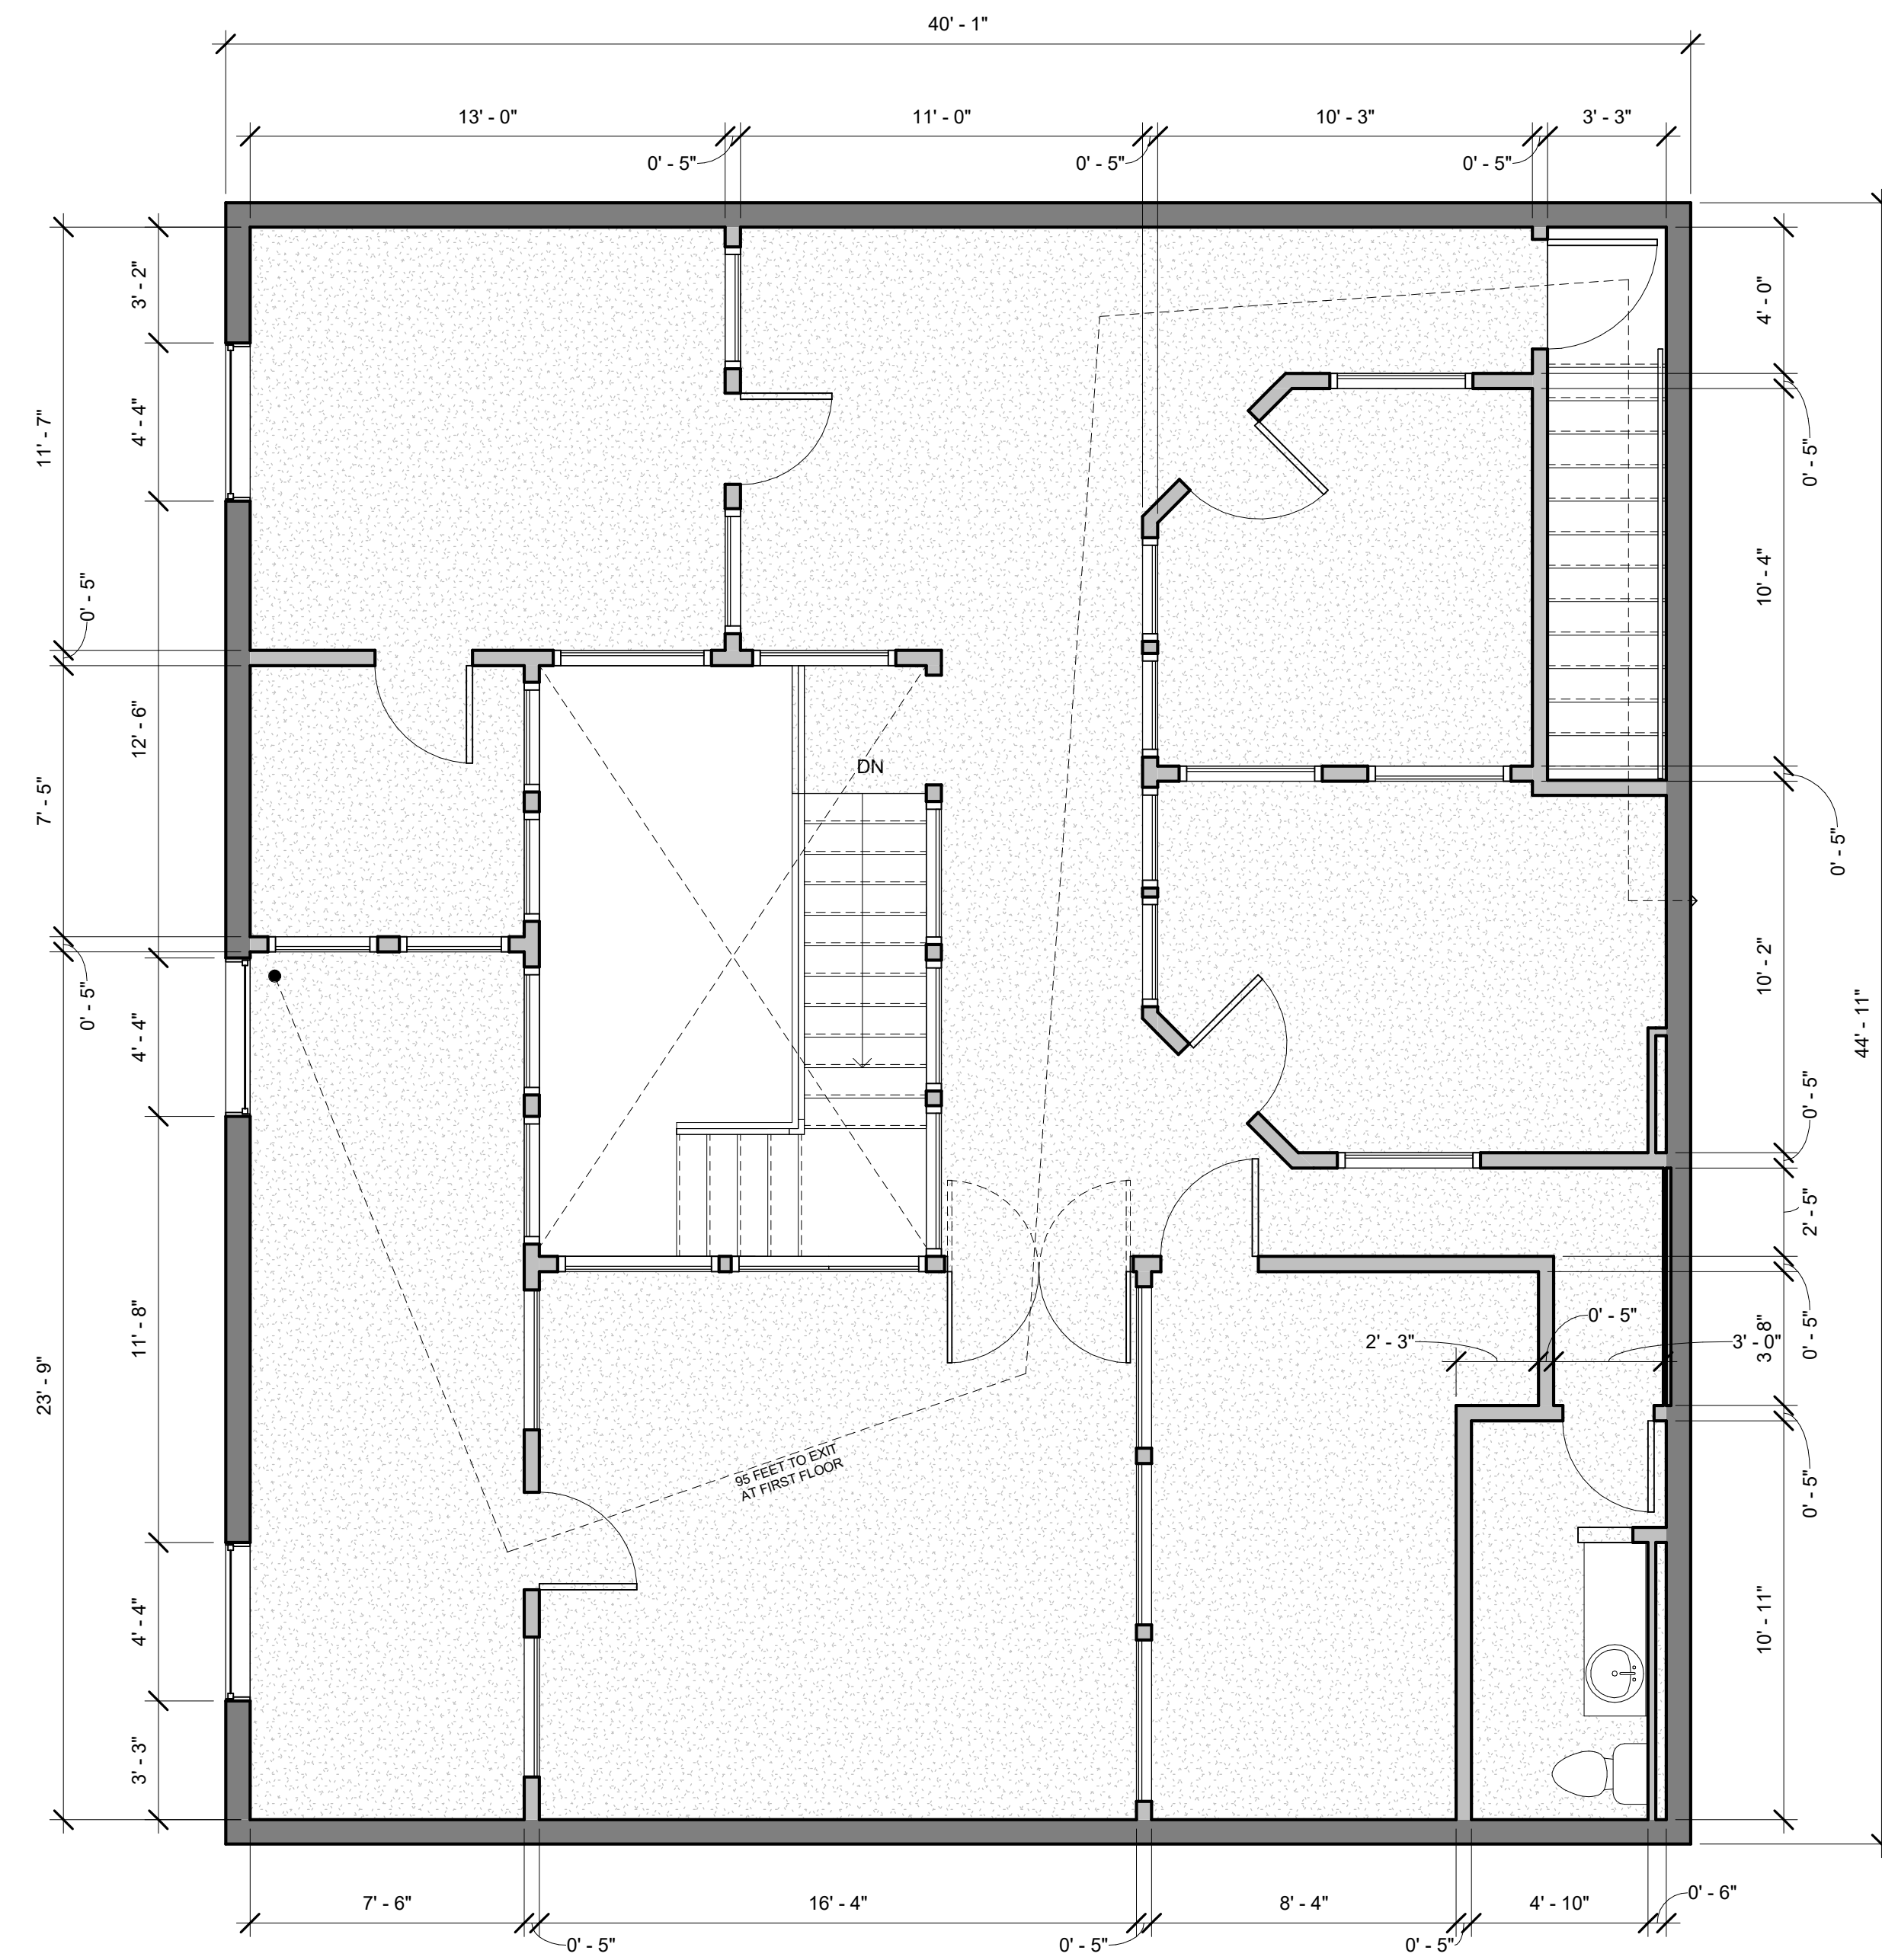 40' - 1"
13' - 0"
11' - 0"
10' - 3"
3' - 3"
0' - 5"
0' - 5"
0' - 5"
3' - 2"
4' - 0"
11' - 7"
4' - 4"
0' - 5"
0' - 5"
10' - 4"
12' - 6"
DN
7' - 5"
0' - 5"
0' - 5"
10' - 2"
4' - 4"
44' - 11"
0' - 5"
2' - 5"
11' - 8"
23' - 9"
0' - 5"
2' - 3"
3' - 0"
3' - 8"
0' - 5"
95 FEET TO EXIT
AT FIRST FLOOR
0' - 5"
4' - 4"
10' - 11"
3' - 3"
7' - 6"
16' - 4"
8' - 4"
4' - 10"
0' - 6"
0' - 5"
0' - 5"
0' - 5"